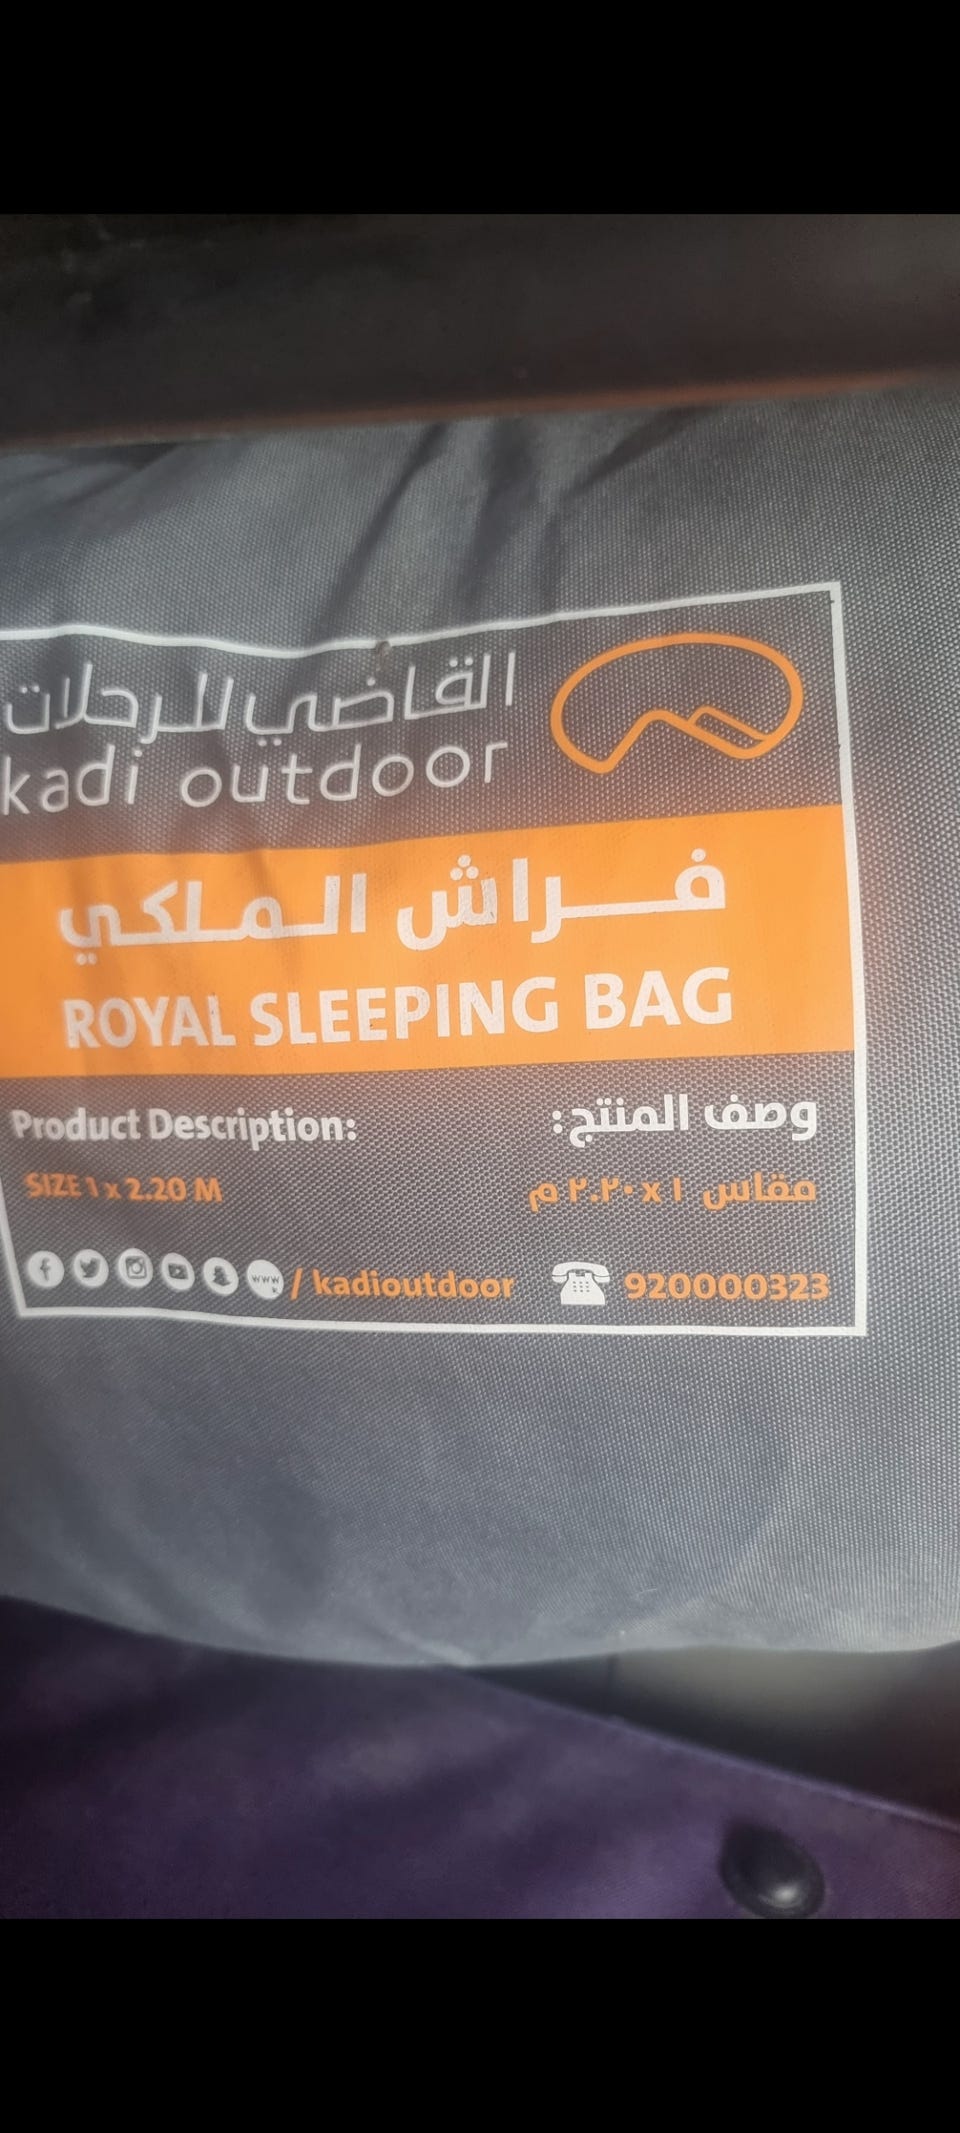 القاضي للرحلات
kadi outdoor
فراش الملكي
ROYAL SLEEPING BAG
Product Description:
وصف المنتج:
SIZE 1 x 2.20 M
مقاس ١ x ٢.٢٠ م
/ kadioutdoor
920000323